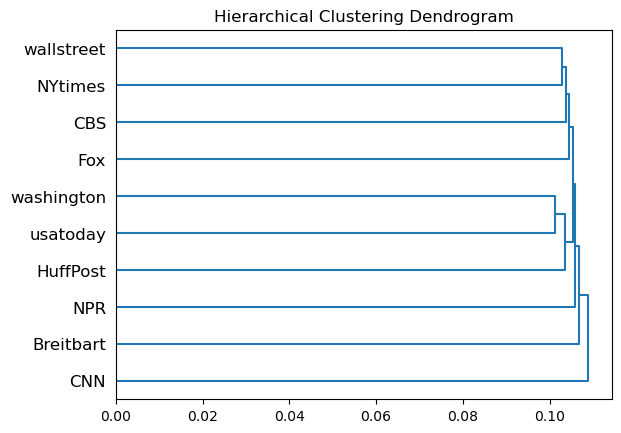 Hierarchical Clustering Dendrogram
wallstreet
NYtimes
CBS
Fox
washington
usatoday
HuffPost
NPR
Breitbart
CNN
0.00 0.02 0.04 0.06 0.08 0.10